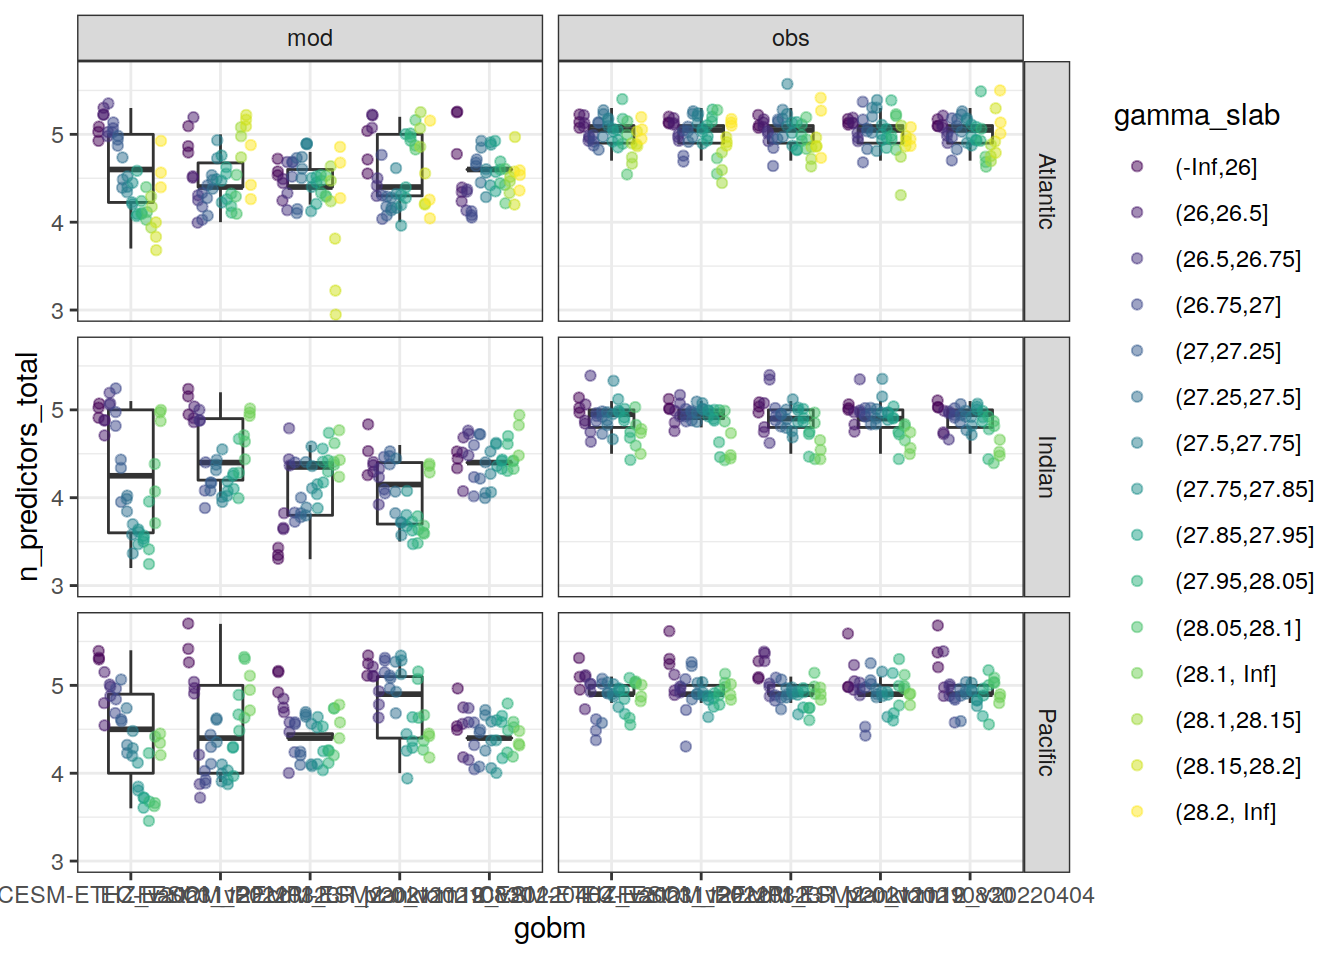 mod
obs
gamma_slab
(-Inf,26]
(26,26.5]
(26.5,26.75]
(26.75,27]
(27,27.25]
(27.25,27.5]
(27.5,27.75]
(27.75,27.85]
(27.85,27.95]
(27.95,28.05]
(28.05,28.1]
(28.1, Inf]
(28.1,28.15]
(28.15,28.2]
(28.2, Inf]
n_predictors_total
5
4
3
Atlantic
5
4
3
Indian
5
4
3
Pacific
gobm